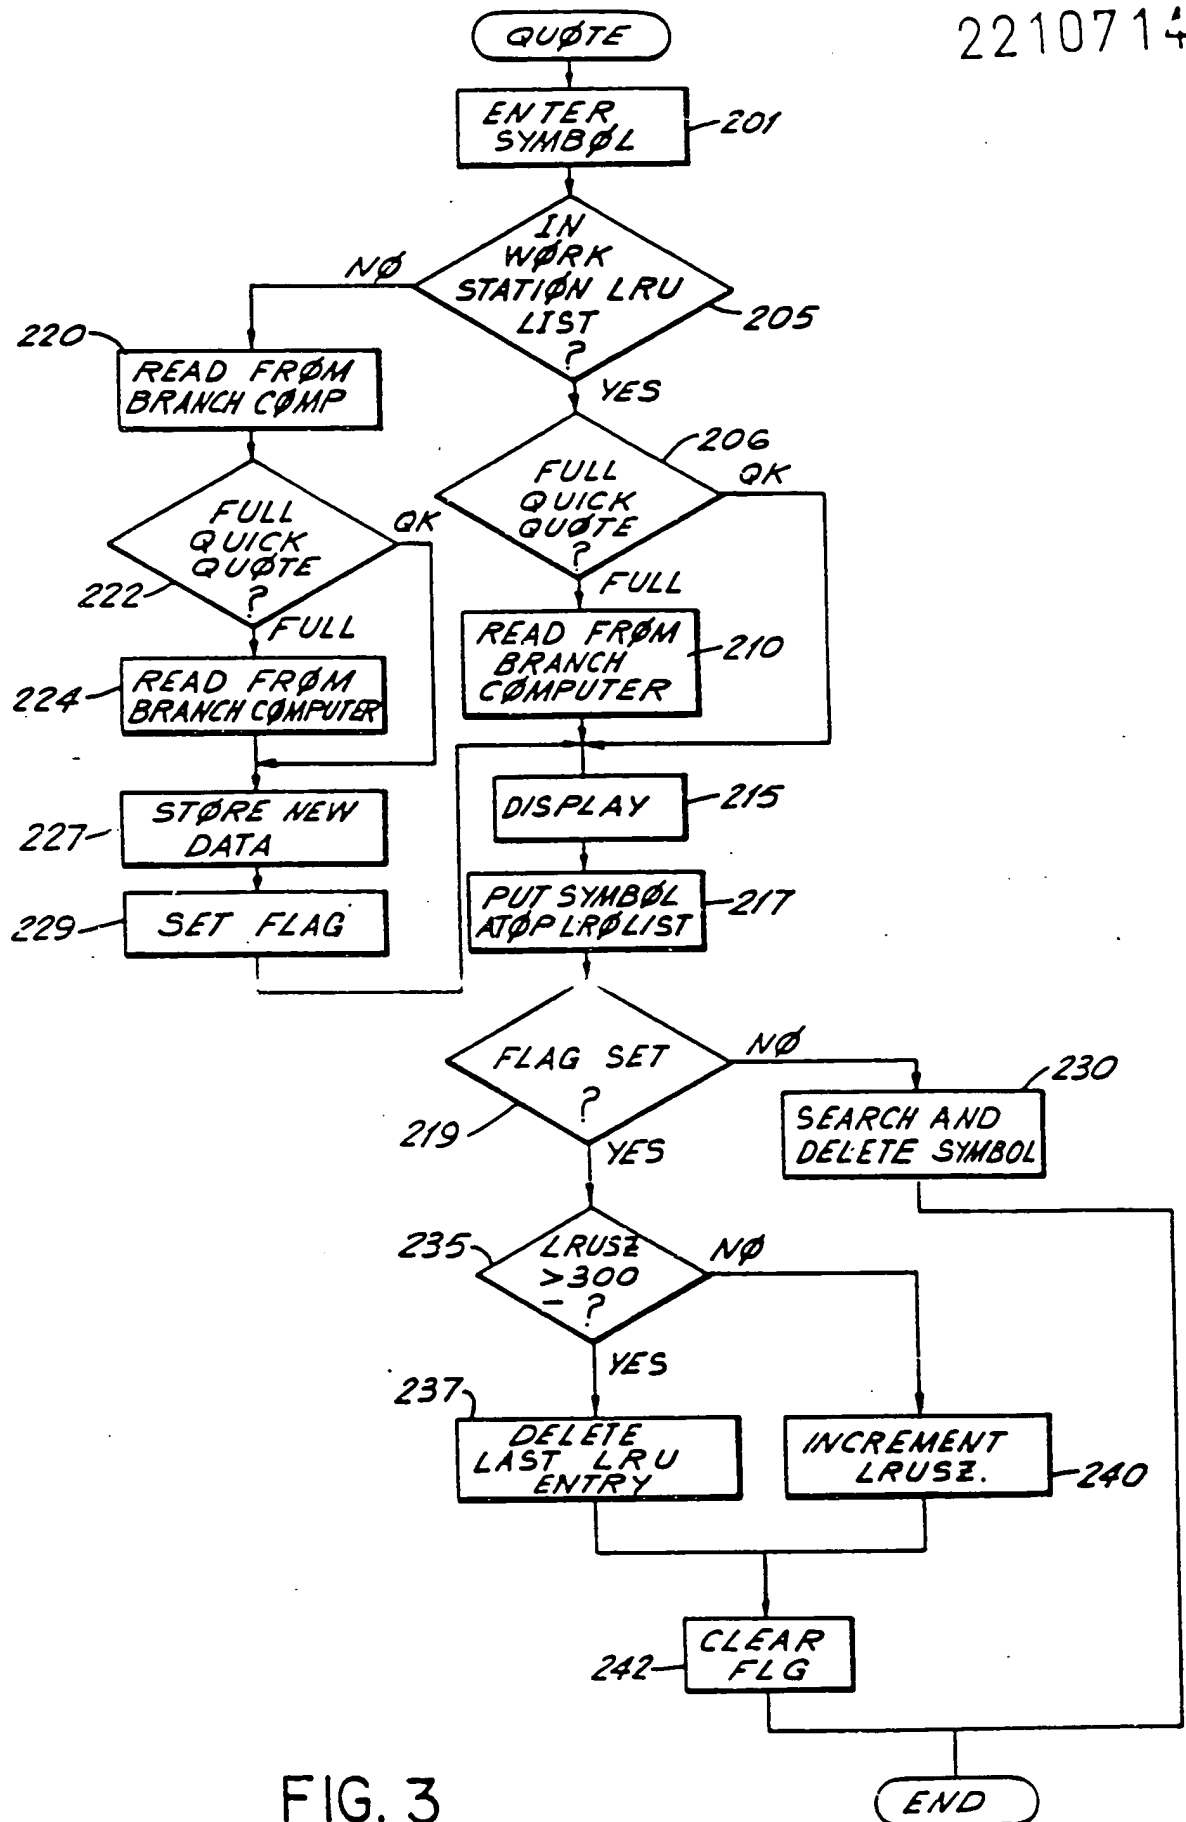 2210714
QUØTE
ENTER
SYMBØL
201
IN
WØRK
STATIØN LRU
LIST
?
205
NØ
YES
220
READ FRØM
BRANCH CØMP
206
FULL
QUICK
QUØTE
?
QK
FULL
FULL
QUICK
QUØTE
?
222
QK
FULL
READ FRØM
BRANCH
CØMPUTER
210
224
READ FRØM
BRANCH CØMPUTER
DISPLAY
215
227
STØRE NEW
DATA
PUT SYMBØL
ATØP LRØLIST
217
229
SET FLAG
FLAG SET
?
219
NØ
YES
230
SEARCH AND
DELETE SYMBOL
235
LRUSZ
>300
– ?
NØ
YES
237
DELETE
LAST LRU
ENTRY
INCREMENT
LRUSZ.
240
242
CLEAR
FLG
END
FIG. 3